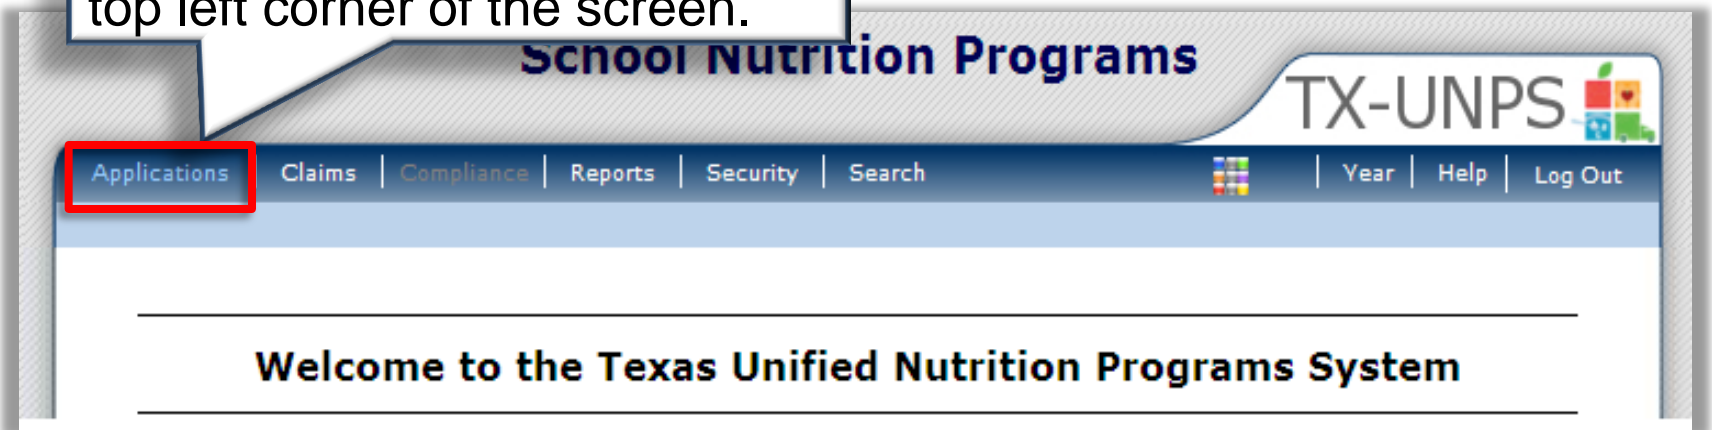 top left corner of the screen.
School Nutrition Programs
TX-UNPS
Applications Claims Compliance Reports Security Search Year Help Log Out
Welcome to the Texas Unified Nutrition Programs System